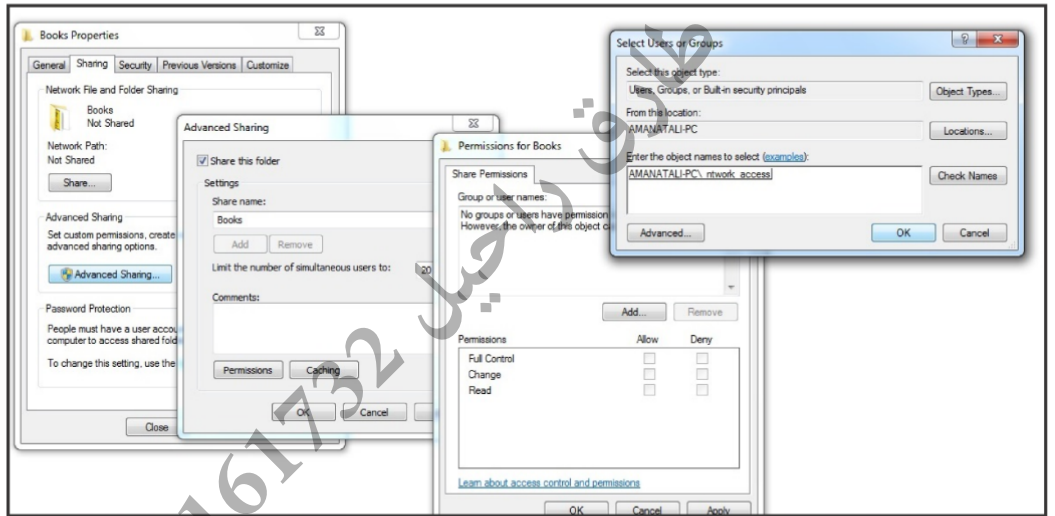 Books Properties
General Sharing Security Previous Versions Customize
Network File and Folder Sharing
Books
Not Shared
Network Path:
Not Shared
Share...
Advanced Sharing
Set custom permissions, create
advanced sharing options.
Advanced Sharing...
Password Protection
People must have a user accou
computer to access shared fold
To change this setting, use the
Close
Advanced Sharing
Share this folder
Settings
Share name:
Books
Add Remove
Limit the number of simultaneous users to: 20
Comments:
Permissions Caching
OK Cancel
Permissions for Books
Share Permissions
Group or user names:
No groups or users have permission
However, the owner of this object c
Add... Remove
Permissions Allow Deny
Full Control
Change
Read
Learn about access control and permissions
OK Cancel Apply
Select Users or Groups
Select this object type:
Users, Groups, or Built-in security principals
Object Types...
From this location:
AMANATALI-PC
Locations...
Enter the object names to select (examples):
AMANATALI-PC\ ntwork_access
Check Names
Advanced... OK Cancel
طارق راحيل
161732